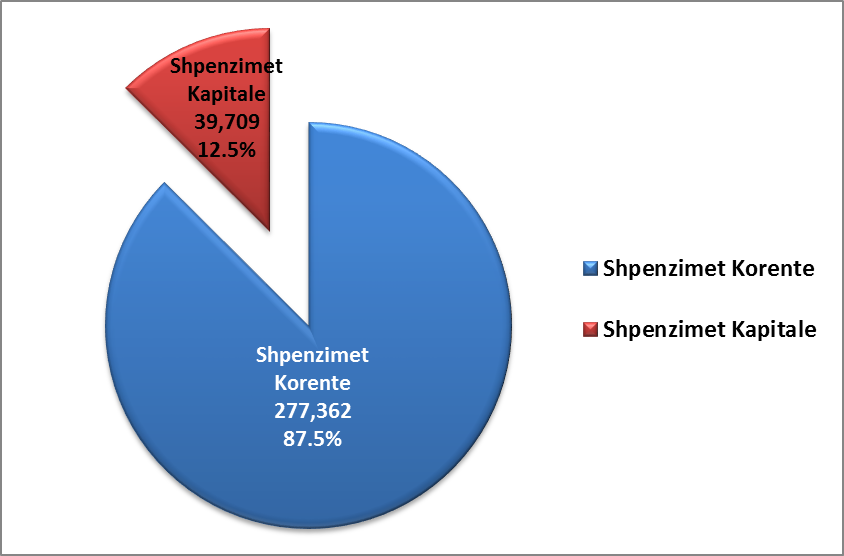 Shpenzimet
Kapitale
39,709
12.5%
Shpenzimet
Korente
277,362
87.5%
Shpenzimet Korente
Shpenzimet Kapitale